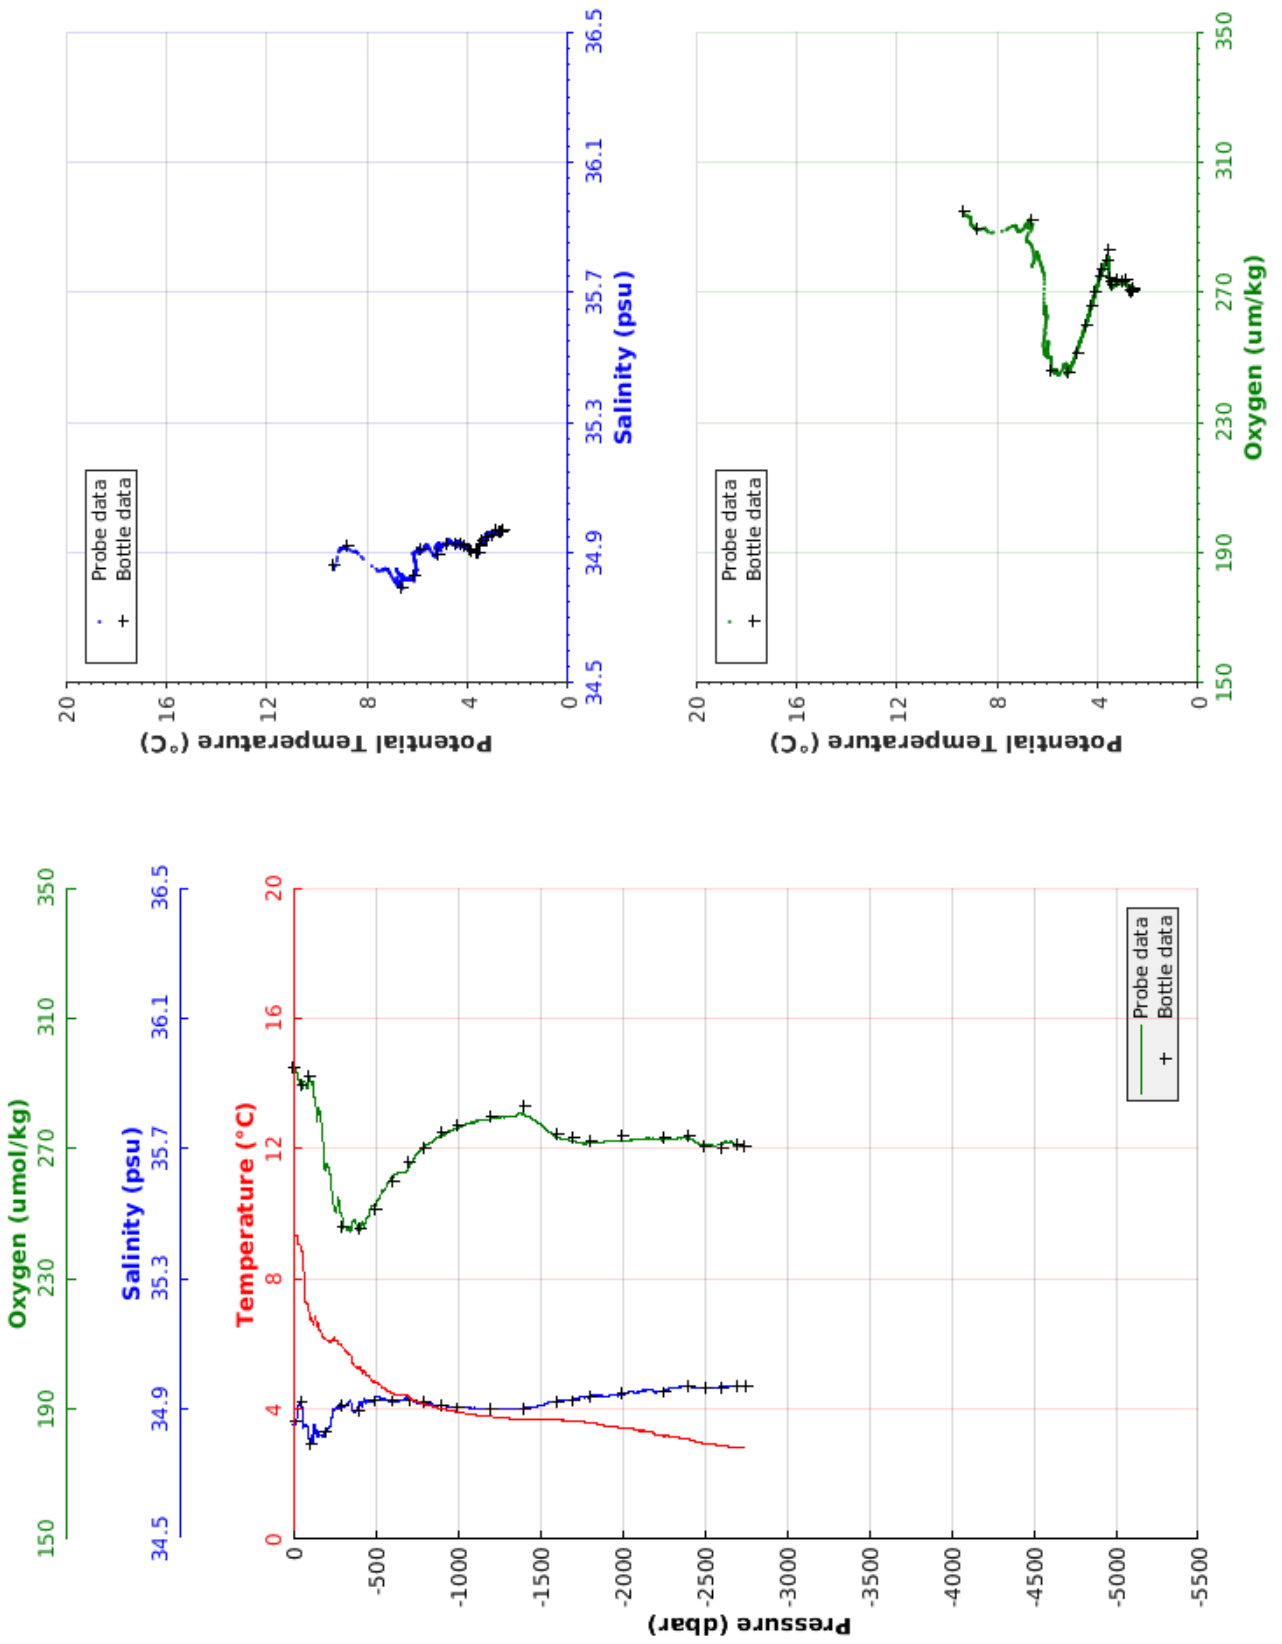 Oxygen (umol/kg)
150 190 230 270 310 350
Salinity (psu)
34.5 34.9 35.3 35.7 36.1 36.5
Temperature (°C)
0 4 8 12 16 20
0
-500
-1000
-1500
-2000
-2500
-3000
-3500
-4000
-4500
-5000
-5500
Pressure (dbar)
Probe data
Bottle data
20
16
12
8
4
0
Potential Temperature (°C)
Probe data
Bottle data
34.5 34.9 35.3 35.7 36.1 36.5
Salinity (psu)
20
16
12
8
4
0
Potential Temperature (°C)
Probe data
Bottle data
150 190 230 270 310 350
Oxygen (um/kg)